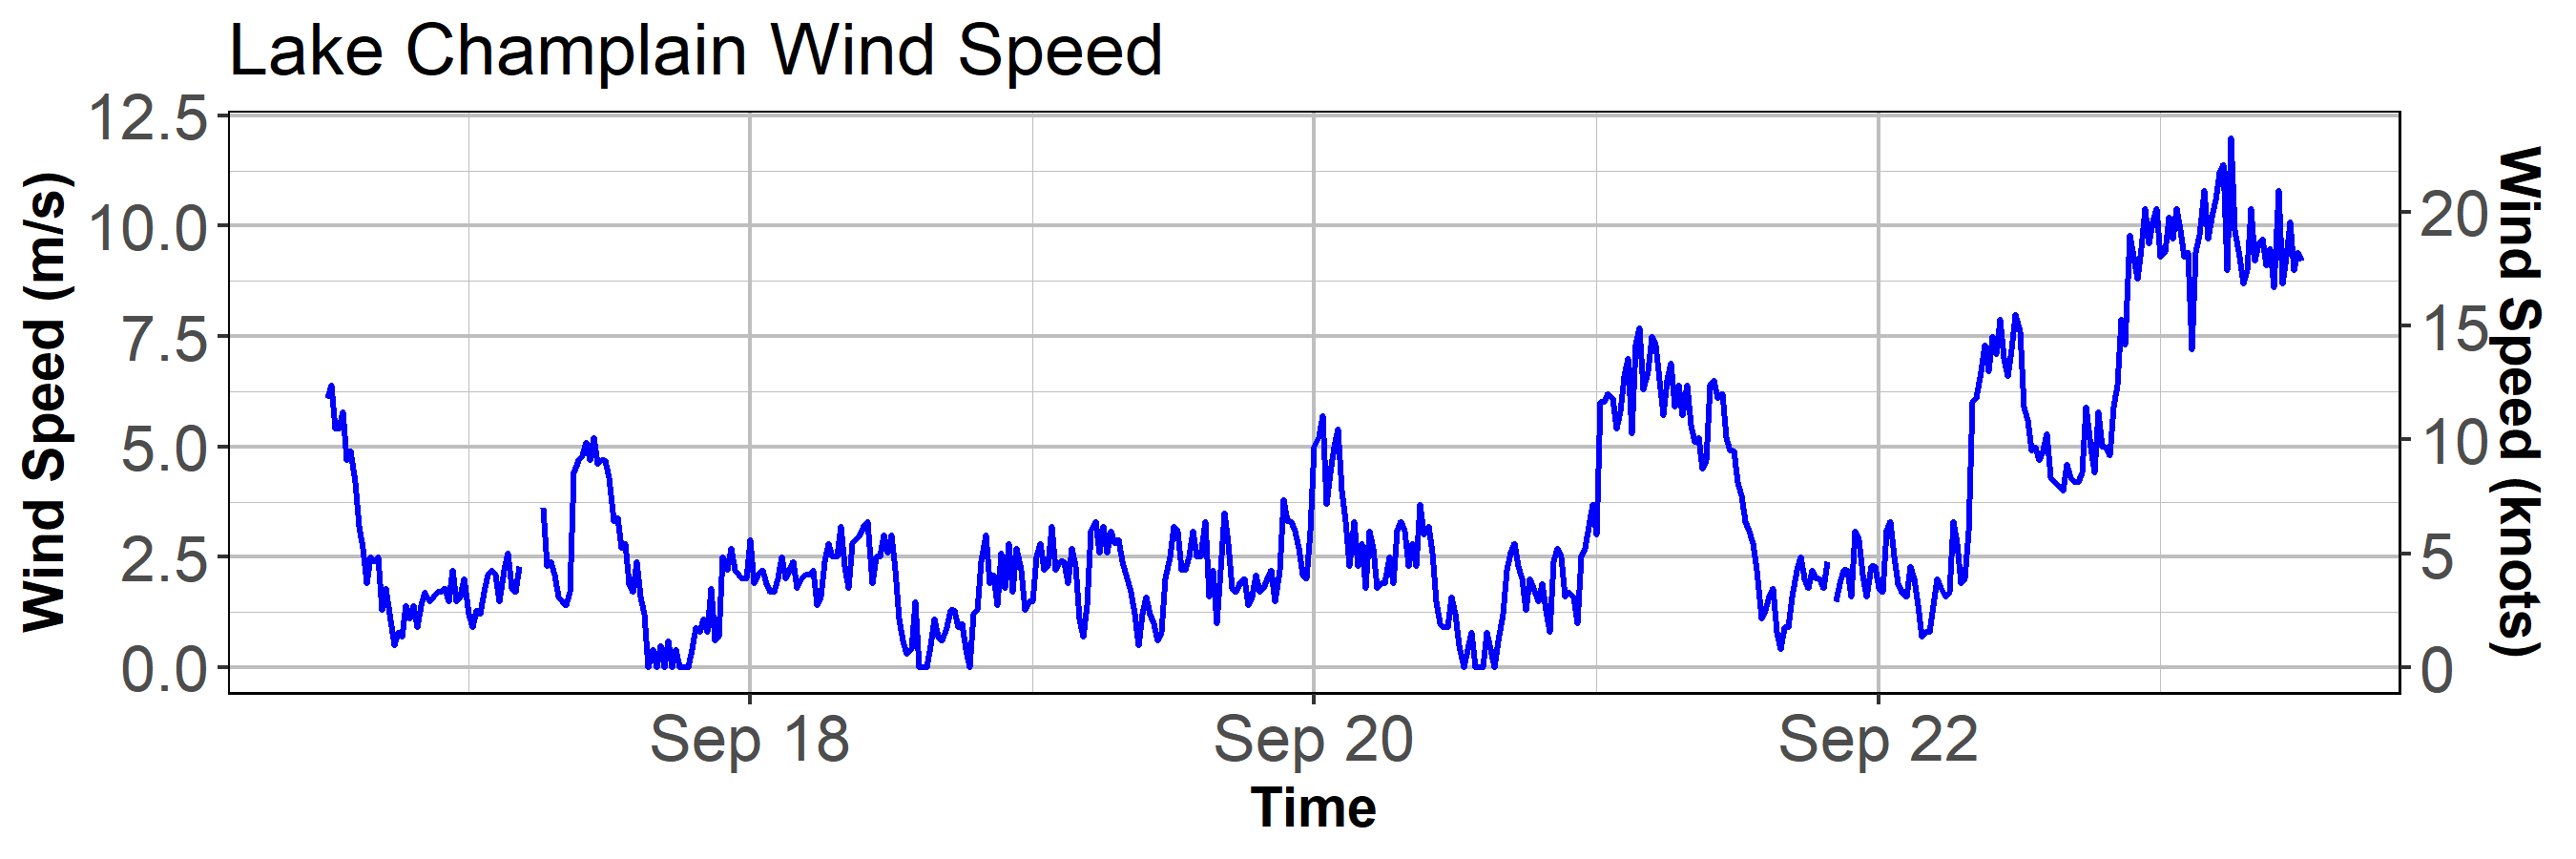 Lake Champlain Wind Speed
Wind Speed (m/s)
12.5
10.0
7.5
5.0
2.5
0.0
20
15
10
5
0
Wind Speed (knots)
Sep 18 Sep 20 Sep 22
Time